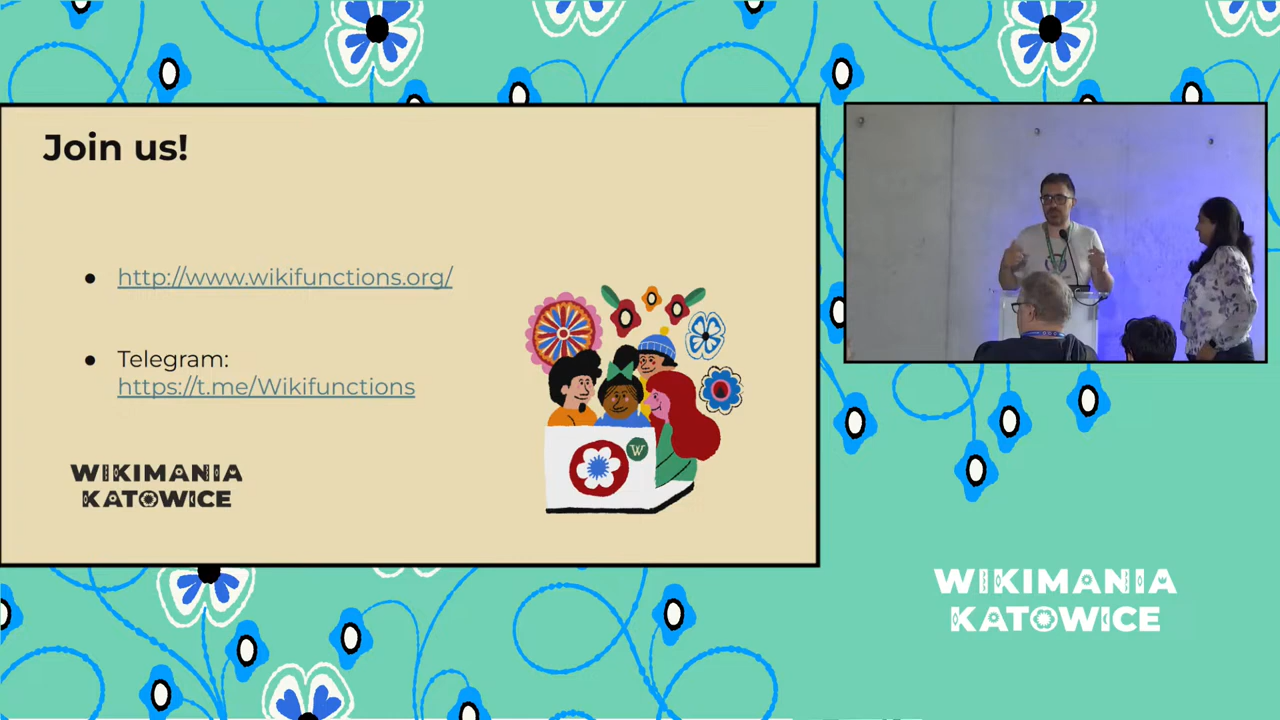 Join us!
http://www.wikifunctions.org/
Telegram:
https://t.me/Wikifunctions
W
WIKIMANIA
KATOWICE
WIKIMANIA
KATOWICE